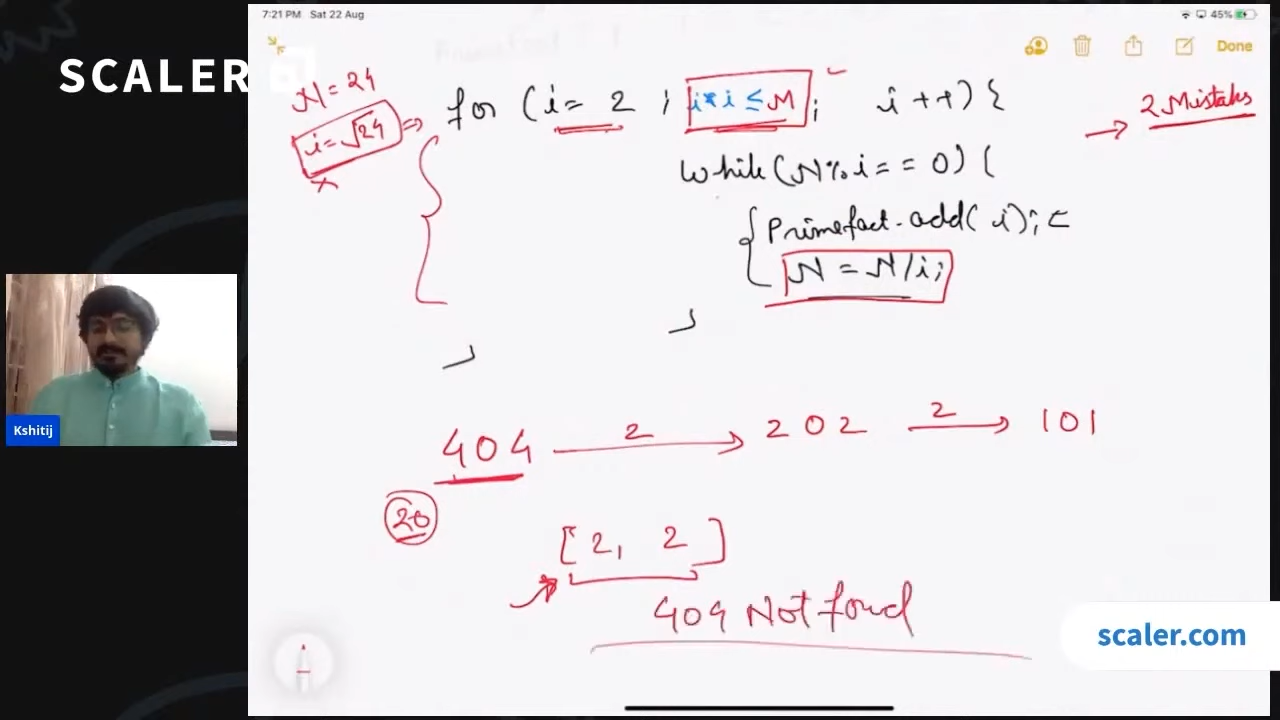 7:21 PM Sat 22 Aug
45%
SCALER
Done
N = 24
i = √24
for (i = 2 ; i*i ≤ N ; i++) {
2 Mistakes
while (N % i == 0) {
Primefact.add(i);
N = N/i;
}
}
404 —2→ 202 —2→ 101
20
[2, 2]
404 Not found
Kshitij
scaler.com